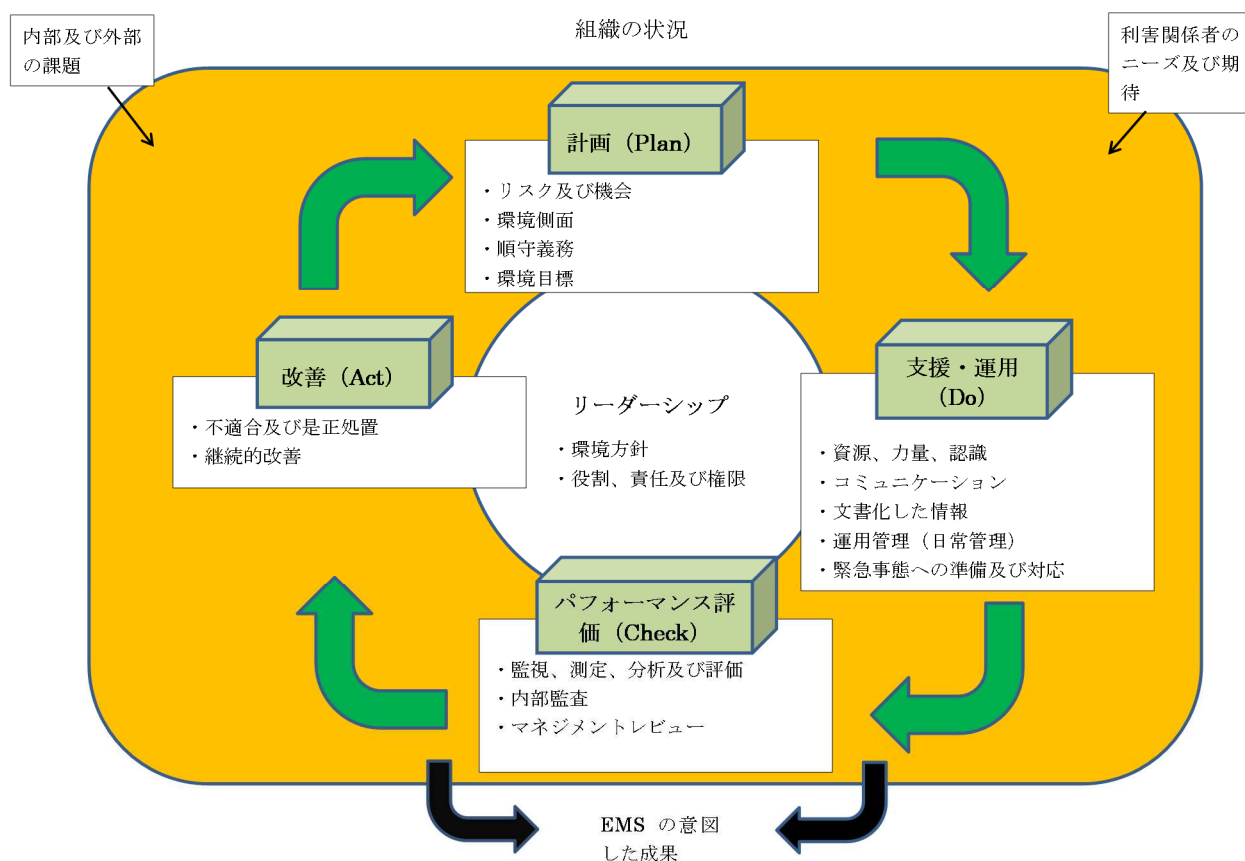 組織の状況
内部及び外部
の課題
利害関係者の
ニーズ及び期
待
計画（Plan）
・リスク及び機会
・環境側面
・順守義務
・環境目標
支援・運用
（Do）
・資源、力量、認識
・コミュニケーション
・文書化した情報
・運用管理（日常管理）
・緊急事態への準備及び対応
改善（Act）
・不適合及び是正処置
・継続的改善
リーダーシップ
・環境方針
・役割、責任及び権限
パフォーマンス評
価（Check）
・監視、測定、分析及び評価
・内部監査
・マネジメントレビュー
EMS の意図
した成果